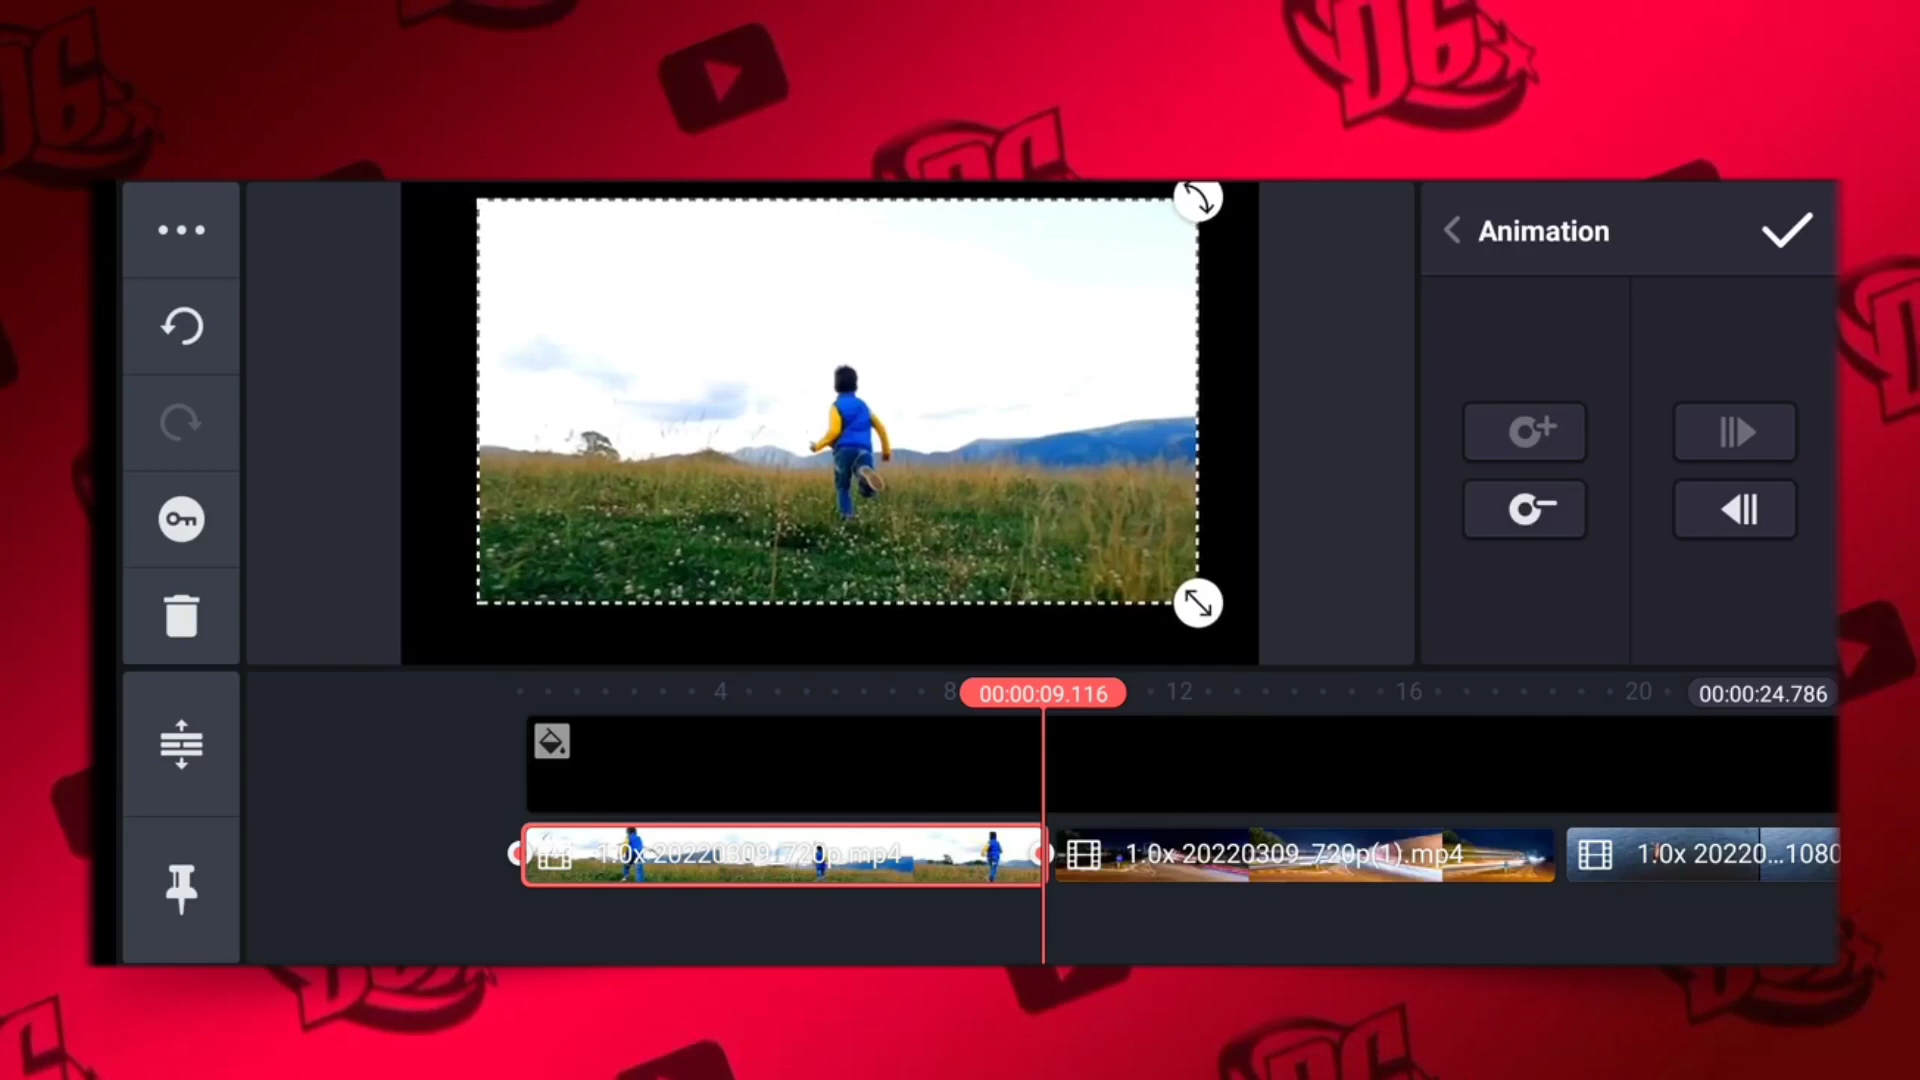 Animation
4
8
00:00:09.116
12
16
20
00:00:24.786
1.0x 20220309_720p.mp4
1.0x 20220309_720p(1).mp4
1.0x 20220...1080